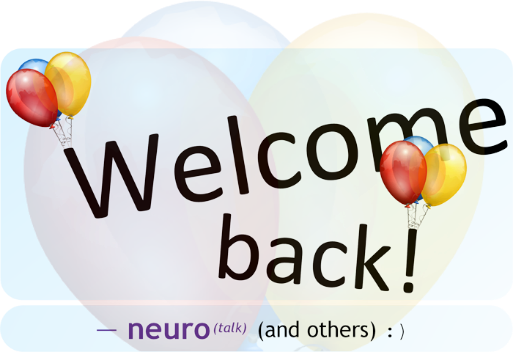 Welcome
back!
— neuro(talk) (and others) : )